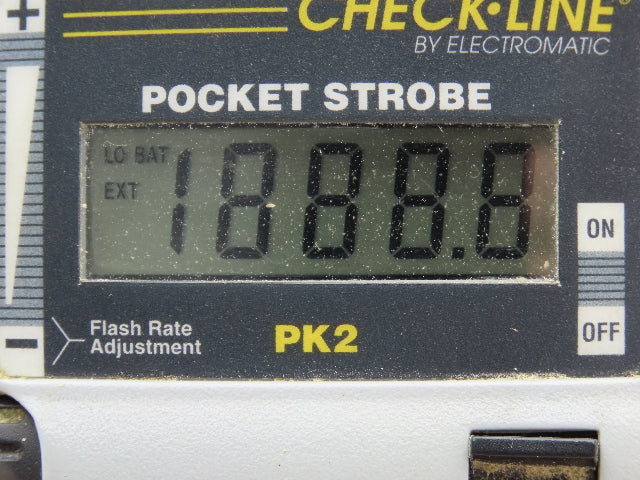 +
CHECK•LINE®
BY ELECTROMATIC
POCKET STROBE
LO BAT
EXT
1888.8
ON
OFF
−
Flash Rate
Adjustment
PK2